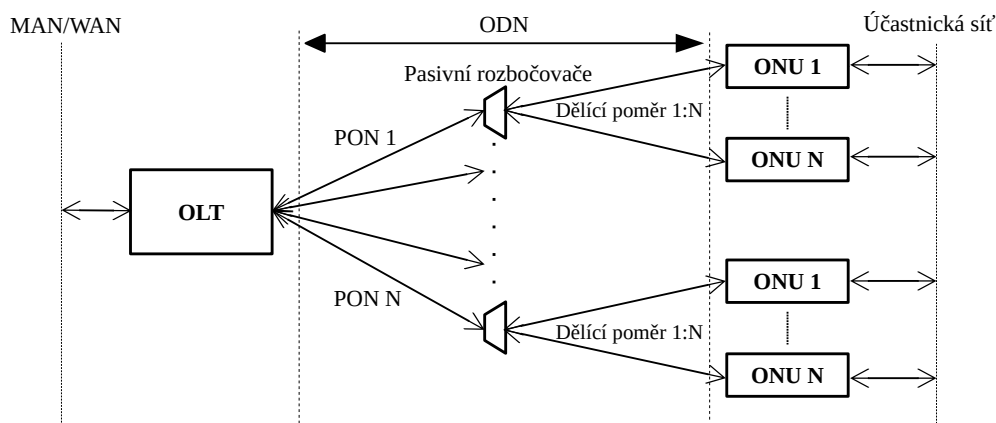 MAN/WAN
ODN
Účastnická síť
Pasivní rozbočovače
ONU 1
Dělící poměr 1:N
PON 1
ONU N
OLT
ONU 1
PON N
Dělící poměr 1:N
ONU N